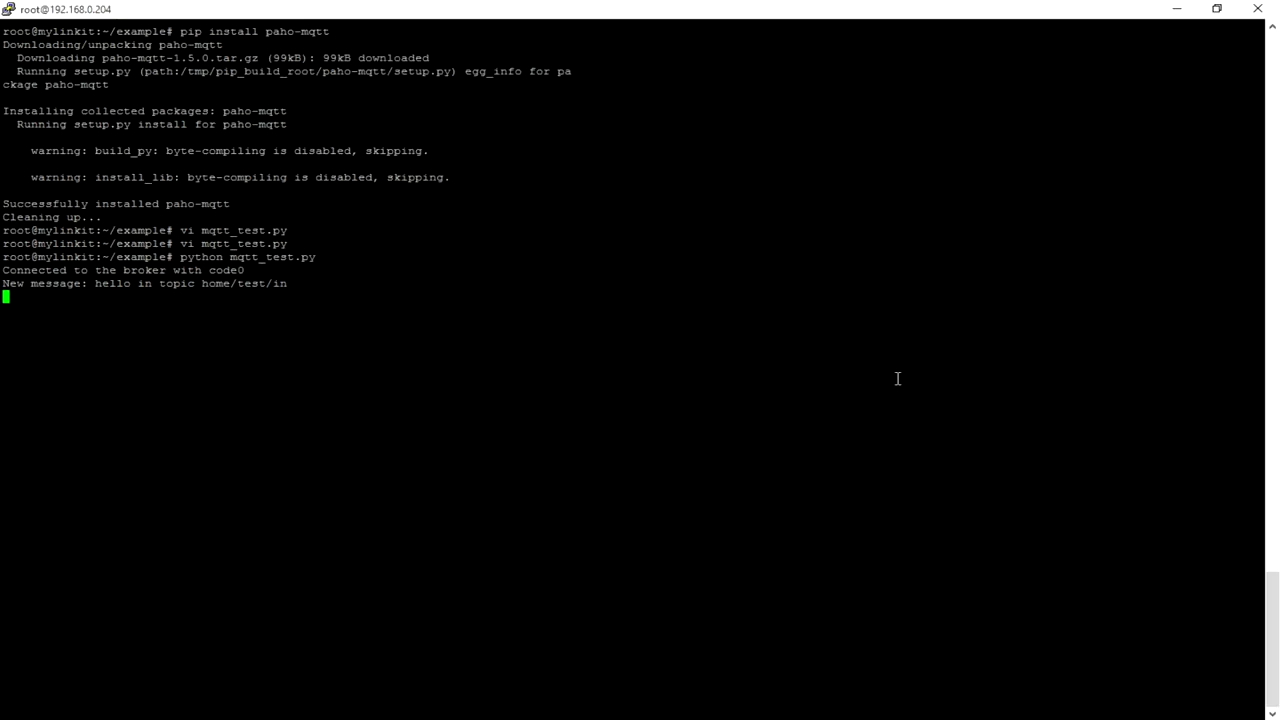 root@192.168.0.204
root@mylinkit:~/example# pip install paho-mqtt
Downloading/unpacking paho-mqtt
  Downloading paho-mqtt-1.5.0.tar.gz (99kB): 99kB downloaded
  Running setup.py (path:/tmp/pip_build_root/paho-mqtt/setup.py) egg_info for pa
ckage paho-mqtt
Installing collected packages: paho-mqtt
  Running setup.py install for paho-mqtt
    warning: build_py: byte-compiling is disabled, skipping.
    warning: install_lib: byte-compiling is disabled, skipping.
Successfully installed paho-mqtt
Cleaning up...
root@mylinkit:~/example# vi mqtt_test.py
root@mylinkit:~/example# vi mqtt_test.py
root@mylinkit:~/example# python mqtt_test.py
Connected to the broker with code0
New message: hello in topic home/test/in